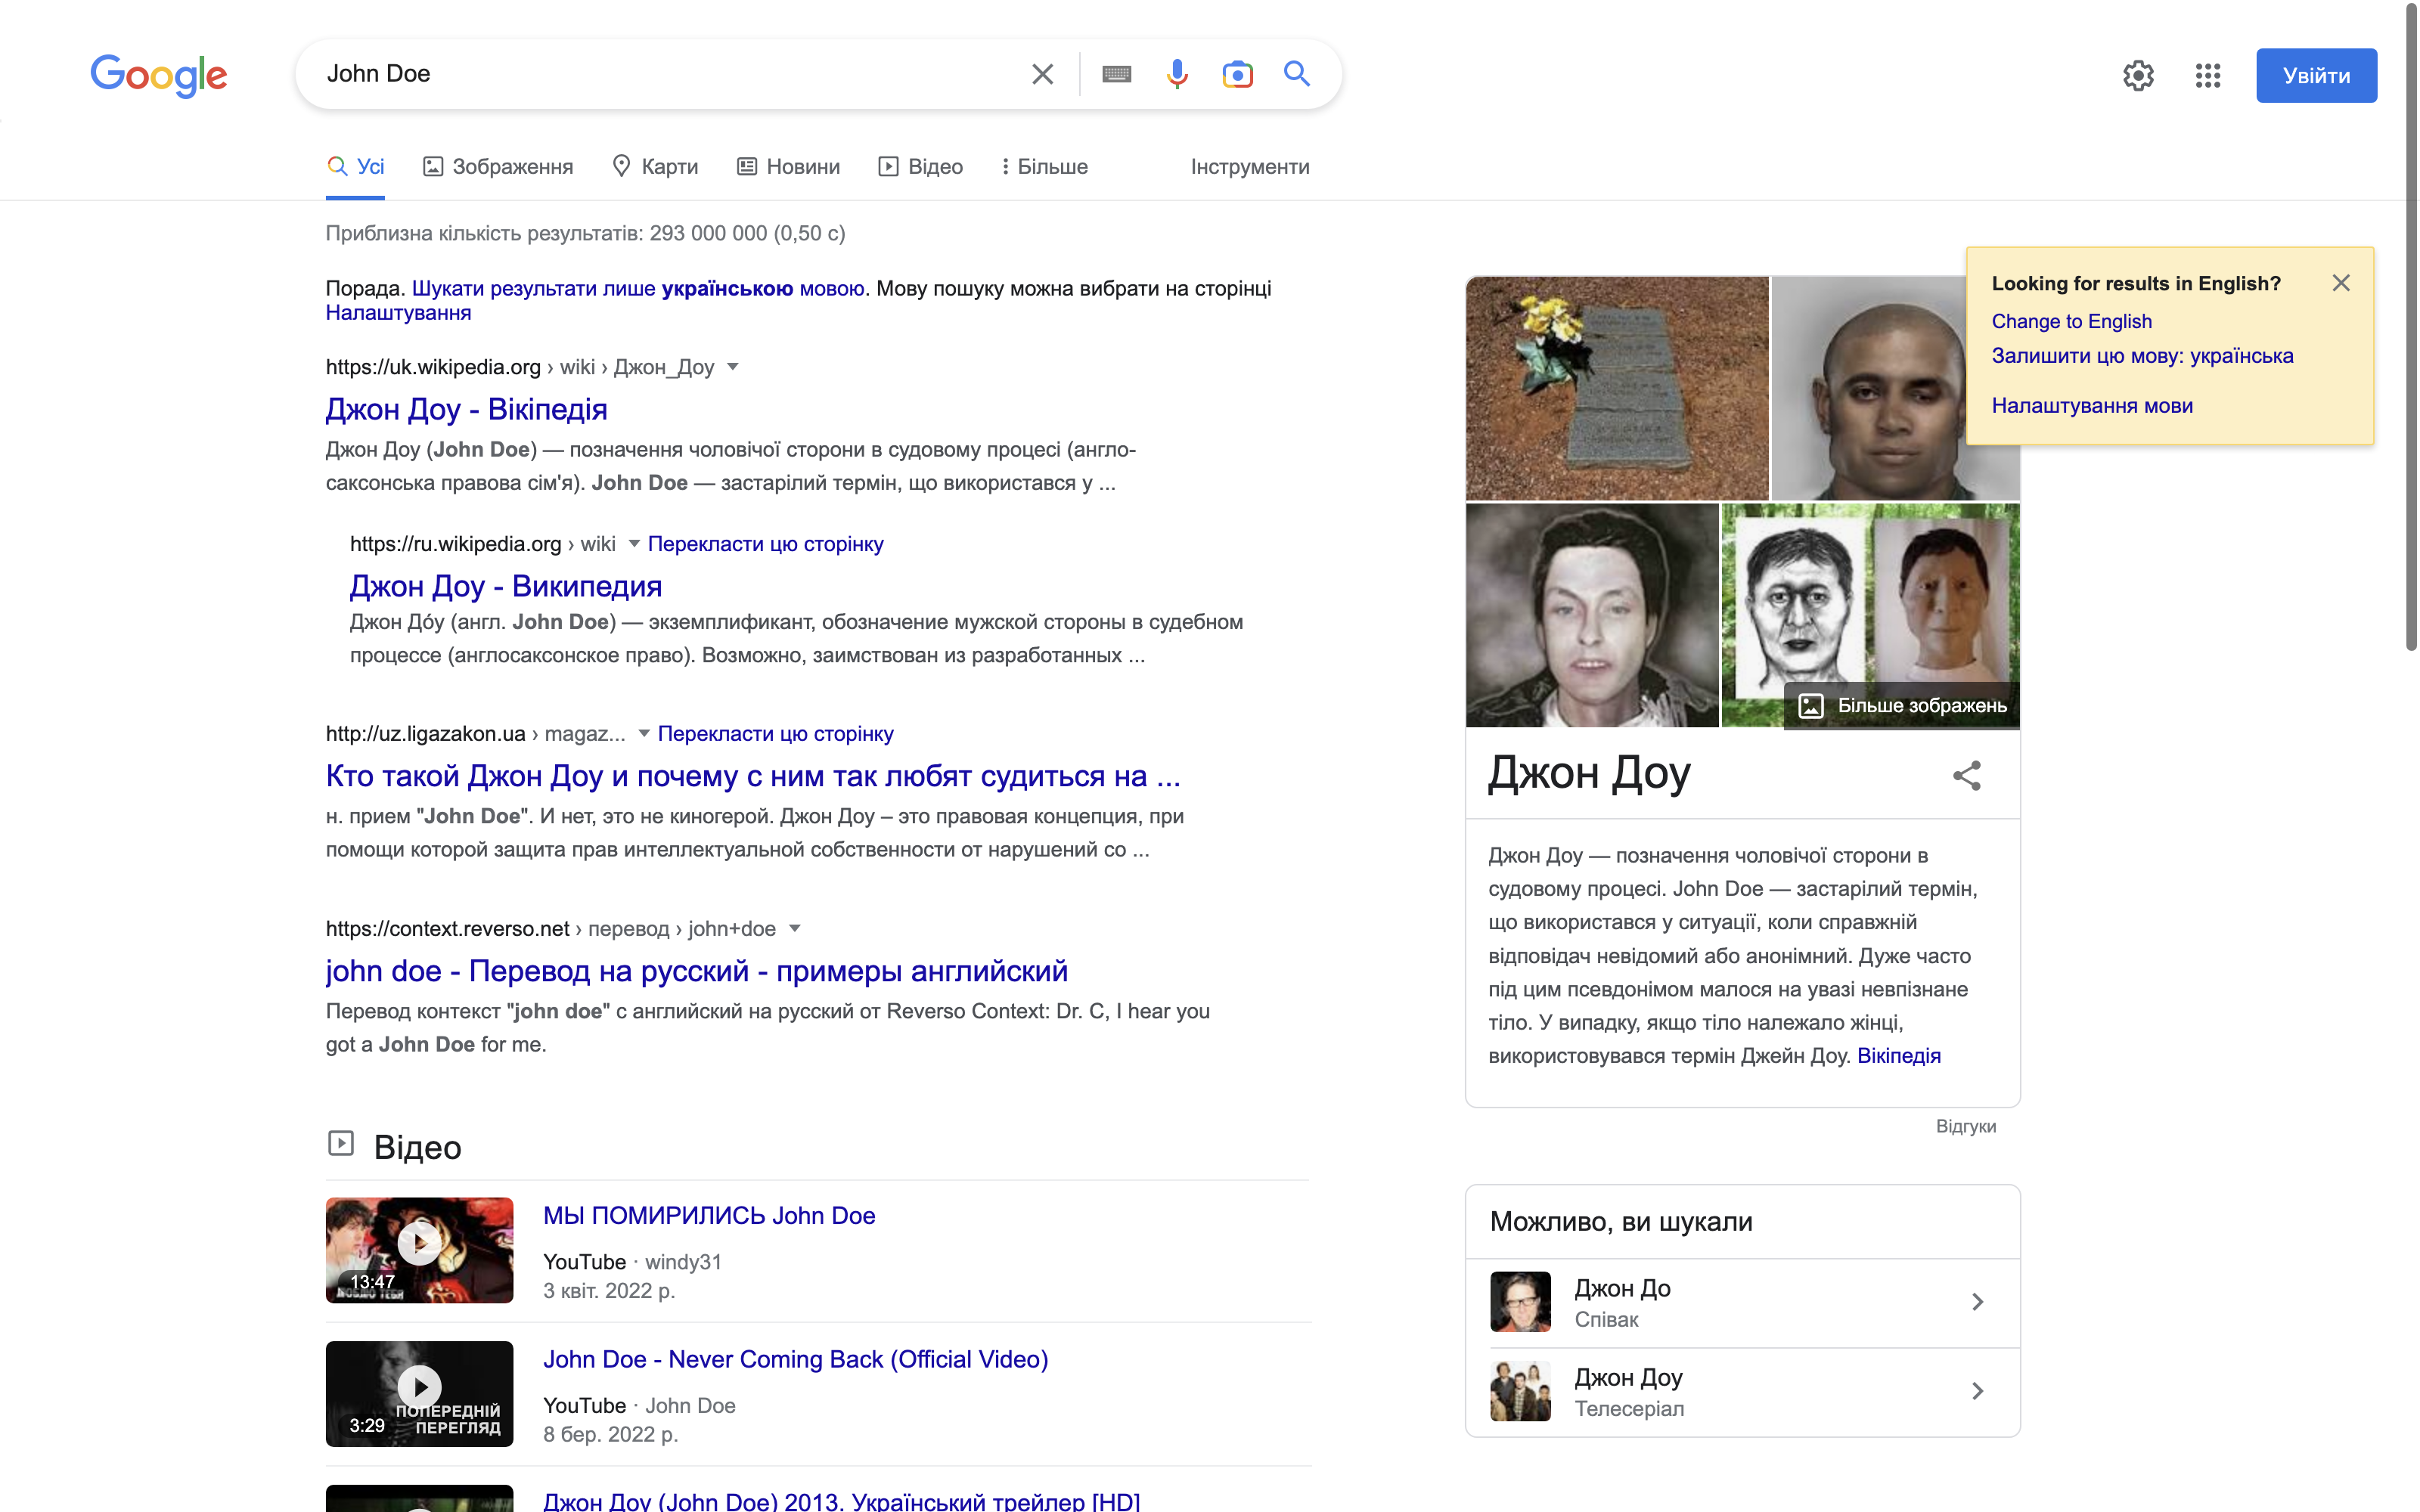 Google
John Doe
Увійти
Усі
Зображення
Карти
Новини
Відео
Більше
Інструменти
Приблизна кількість результатів: 293 000 000 (0,50 с)
Порада. Шукати результати лише українською мовою. Мову пошуку можна вибрати на сторінці
Налаштування
https://uk.wikipedia.org › wiki › Джон_Доу
Джон Доу - Вікіпедія
Джон Доу (John Doe) — позначення чоловічої сторони в судовому процесі (англо-
саксонська правова сім'я). John Doe — застарілий термін, що використався у ...
https://ru.wikipedia.org › wiki
Перекласти цю сторінку
Джон Доу - Википедия
Джон До́у (англ. John Doe) — экземплификант, обозначение мужской стороны в судебном
процессе (англосаксонское право). Возможно, заимствован из разработанных ...
http://uz.ligazakon.ua › magaz...
Перекласти цю сторінку
Кто такой Джон Доу и почему с ним так любят судиться на ...
н. прием "John Doe". И нет, это не киногерой. Джон Доу – это правовая концепция, при
помощи которой защита прав интеллектуальной собственности от нарушений со ...
https://context.reverso.net › перевод › john+doe
john doe - Перевод на русский - примеры английский
Перевод контекст "john doe" с английский на русский от Reverso Context: Dr. C, I hear you
got a John Doe for me.
Відео
13:47
МЫ ПОМИРИЛИСЬ John Doe
YouTube · windy31
3 квіт. 2022 р.
ПОПЕРЕДНІЙ
ПЕРЕГЛЯД
3:29
John Doe - Never Coming Back (Official Video)
YouTube · John Doe
8 бер. 2022 р.
Джон Доу (John Doe) 2013. Український трейлер [HD]
Looking for results in English?
Change to English
Залишити цю мову: українська
Налаштування мови
Більше зображень
Джон Доу
Джон Доу — позначення чоловічої сторони в
судовому процесі. John Doe — застарілий термін,
що використався у ситуації, коли справжній
відповідач невідомий або анонімний. Дуже часто
під цим псевдонімом малося на увазі невпізнане
тіло. У випадку, якщо тіло належало жінці,
використовувався термін Джейн Доу. Вікіпедія
Відгуки
Можливо, ви шукали
Джон До
Співак
Джон Доу
Телесеріал